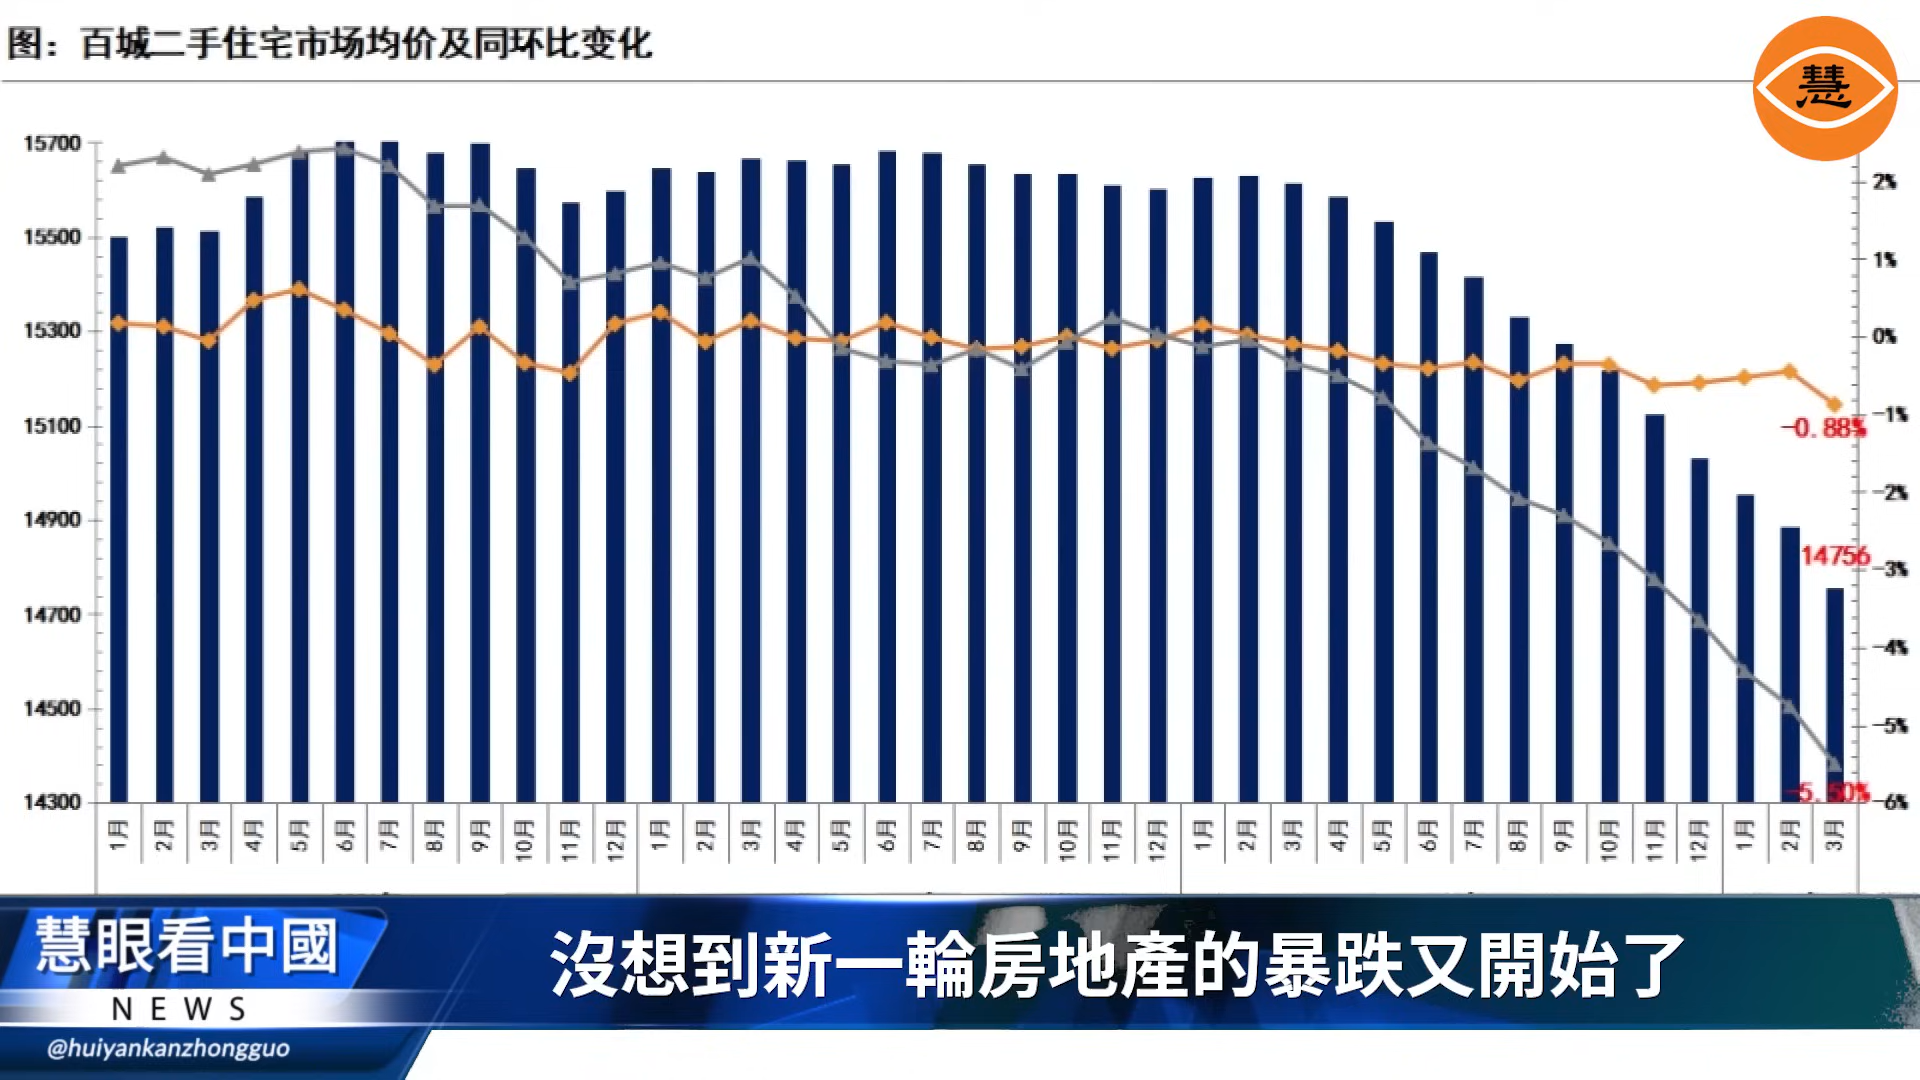 图：百城二手住宅市场均价及同环比变化
慧
15700
15500
15300
15100
14900
14700
14500
14300
2%
1%
0%
-1%
-2%
-3%
-4%
-5%
-6%
-0.88%
14756
-5.50%
1月 2月 3月 4月 5月 6月 7月 8月 9月 10月 11月 12月 1月 2月 3月 4月 5月 6月 7月 8月 9月 10月 11月 12月 1月 2月 3月 4月 5月 6月 7月 8月 9月 10月 11月 12月 1月 2月 3月
慧眼看中國
NEWS
@huiyankanzhongguo
沒想到新一輪房地產的暴跌又開始了